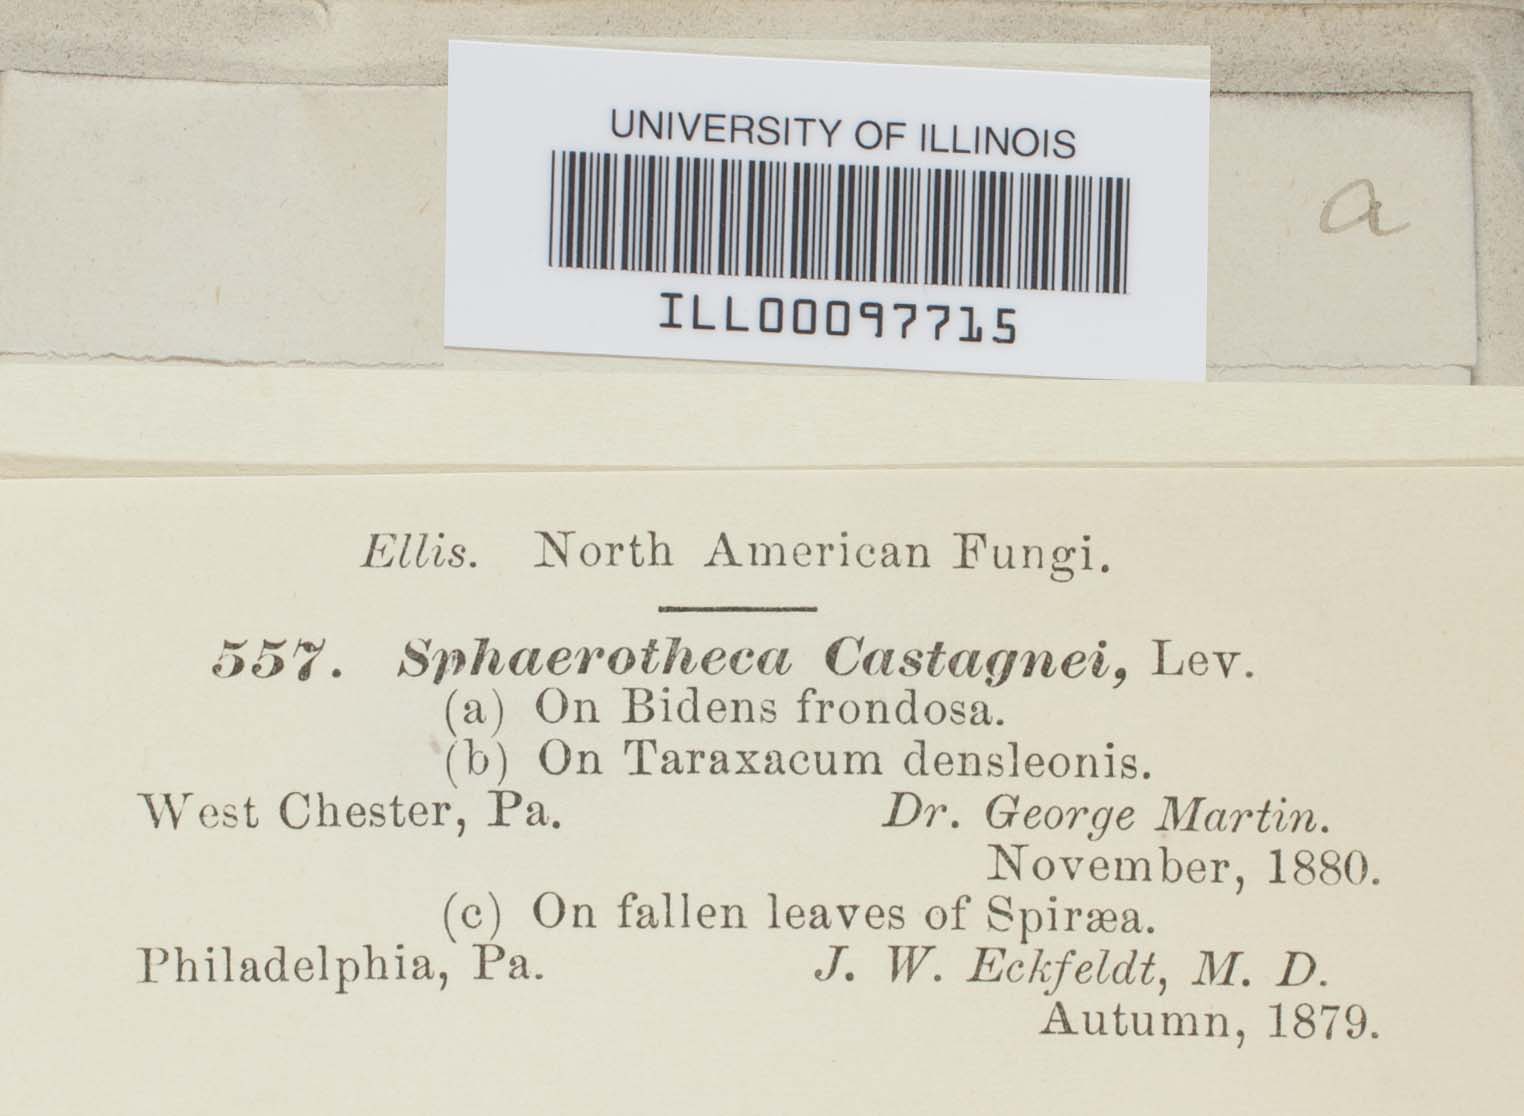 UNIVERSITY OF ILLINOIS
a
ILL00097715
Ellis. North American Fungi.
557. Sphaerotheca Castagnei, Lev.
(a) On Bidens frondosa.
(b) On Taraxacum densleonis.
West Chester, Pa. Dr. George Martin.
November, 1880.
(c) On fallen leaves of Spiræa.
Philadelphia, Pa. J. W. Eckfeldt, M. D.
Autumn, 1879.